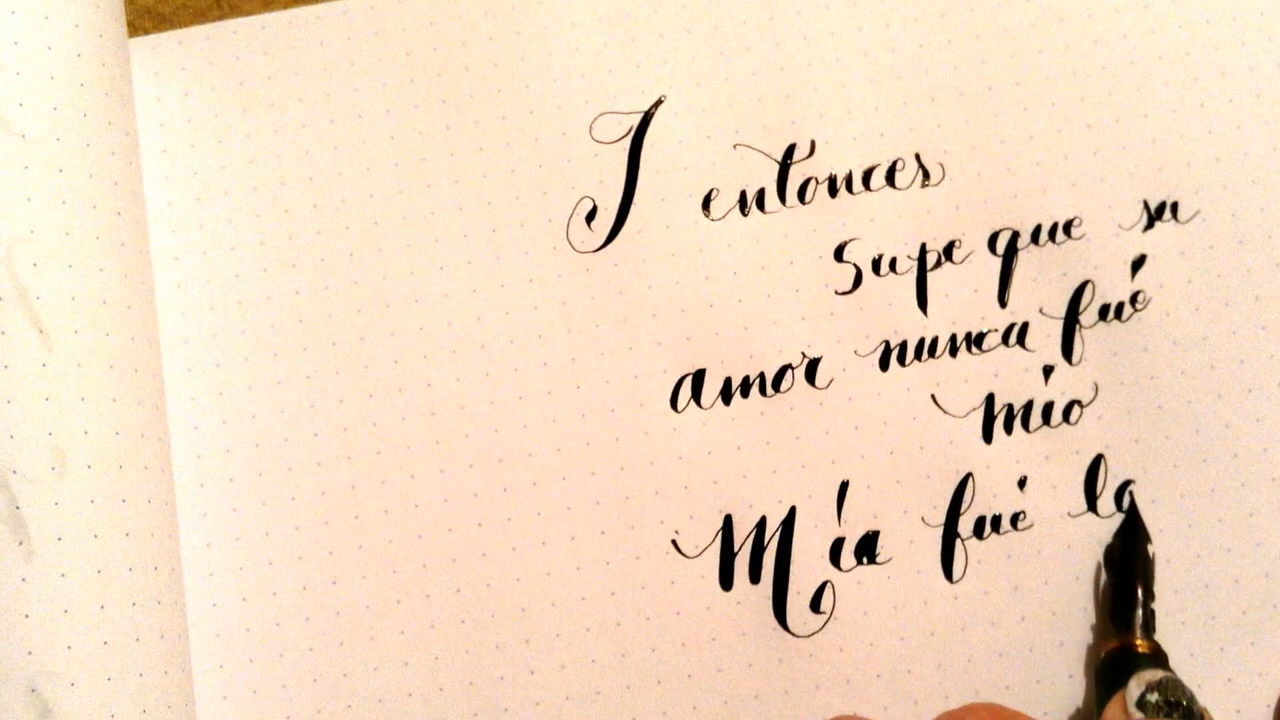 I entonces
Supe que su
amor nunca fué
mío
Mía fué la